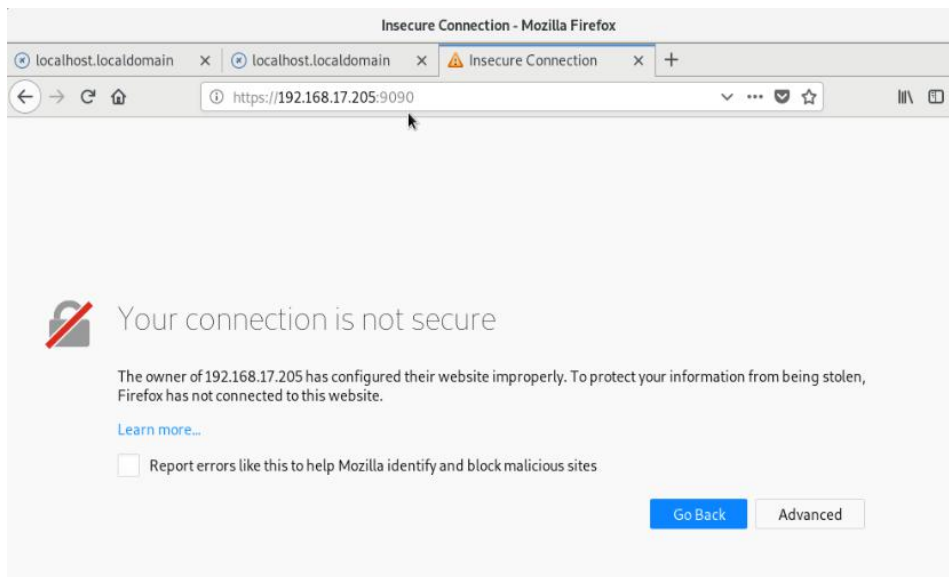 Insecure Connection - Mozilla Firefox
localhost.localdomain
localhost.localdomain
Insecure Connection
https://192.168.17.205:9090
Your connection is not secure
The owner of 192.168.17.205 has configured their website improperly. To protect your information from being stolen,
Firefox has not connected to this website.
Learn more...
Report errors like this to help Mozilla identify and block malicious sites
Go Back Advanced